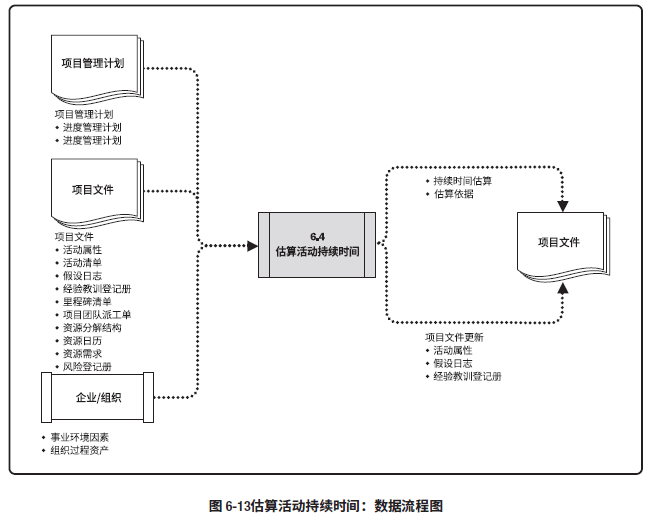 项目管理计划
项目管理计划
• 进度管理计划
• 进度管理计划
项目文件
项目文件
• 活动属性
• 活动清单
• 假设日志
• 经验教训登记册
• 里程碑清单
• 项目团队派工单
• 资源分解结构
• 资源日历
• 资源需求
• 风险登记册
企业/组织
• 事业环境因素
• 组织过程资产
6.4
估算活动持续时间
• 持续时间估算
• 估算依据
项目文件
项目文件更新
• 活动属性
• 假设日志
• 经验教训登记册
图 6-13估算活动持续时间：数据流程图